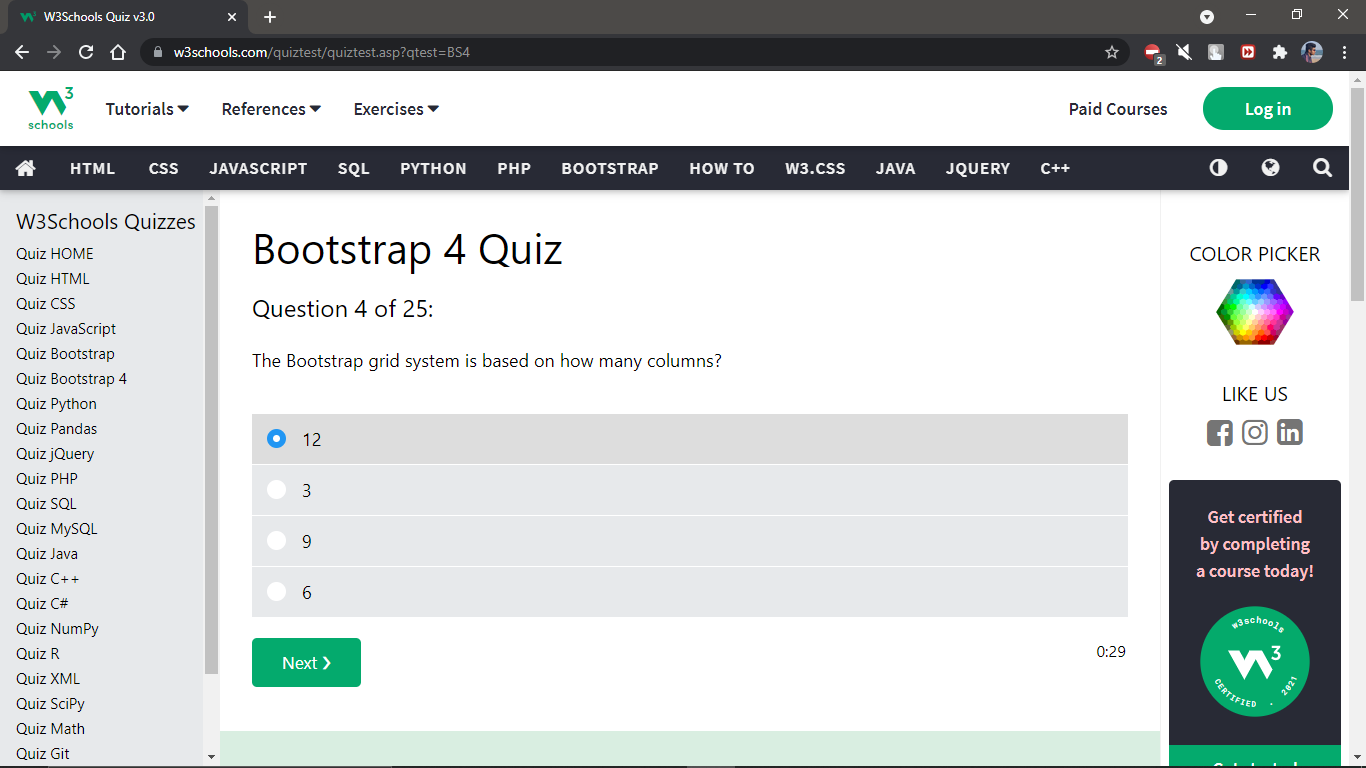 W3Schools Quiz v3.0
w3schools.com/quiztest/quiztest.asp?qtest=BS4
2
3
schools
Tutorials
References
Exercises
Paid Courses
Log in
HTML
CSS
JAVASCRIPT
SQL
PYTHON
PHP
BOOTSTRAP
HOW TO
W3.CSS
JAVA
JQUERY
C++
W3Schools Quizzes
Quiz HOME
Quiz HTML
Quiz CSS
Quiz JavaScript
Quiz Bootstrap
Quiz Bootstrap 4
Quiz Python
Quiz Pandas
Quiz jQuery
Quiz PHP
Quiz SQL
Quiz MySQL
Quiz Java
Quiz C++
Quiz C#
Quiz NumPy
Quiz R
Quiz XML
Quiz SciPy
Quiz Math
Quiz Git
Bootstrap 4 Quiz
Question 4 of 25:
The Bootstrap grid system is based on how many columns?
12
3
9
6
Next ❯
0:29
COLOR PICKER
LIKE US
Get certified
by completing
a course today!
w3schools
3
CERTIFIED . 2021